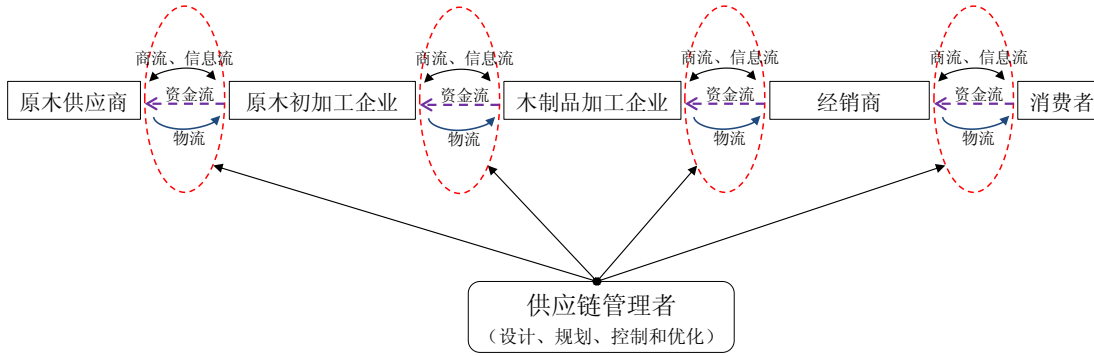 商流、信息流
商流、信息流
商流、信息流
商流、信息流
原木供应商
资金流
原木初加工企业
资金流
木制品加工企业
资金流
经销商
资金流
消费者
物流
物流
物流
物流
供应链管理者
（设计、规划、控制和优化）